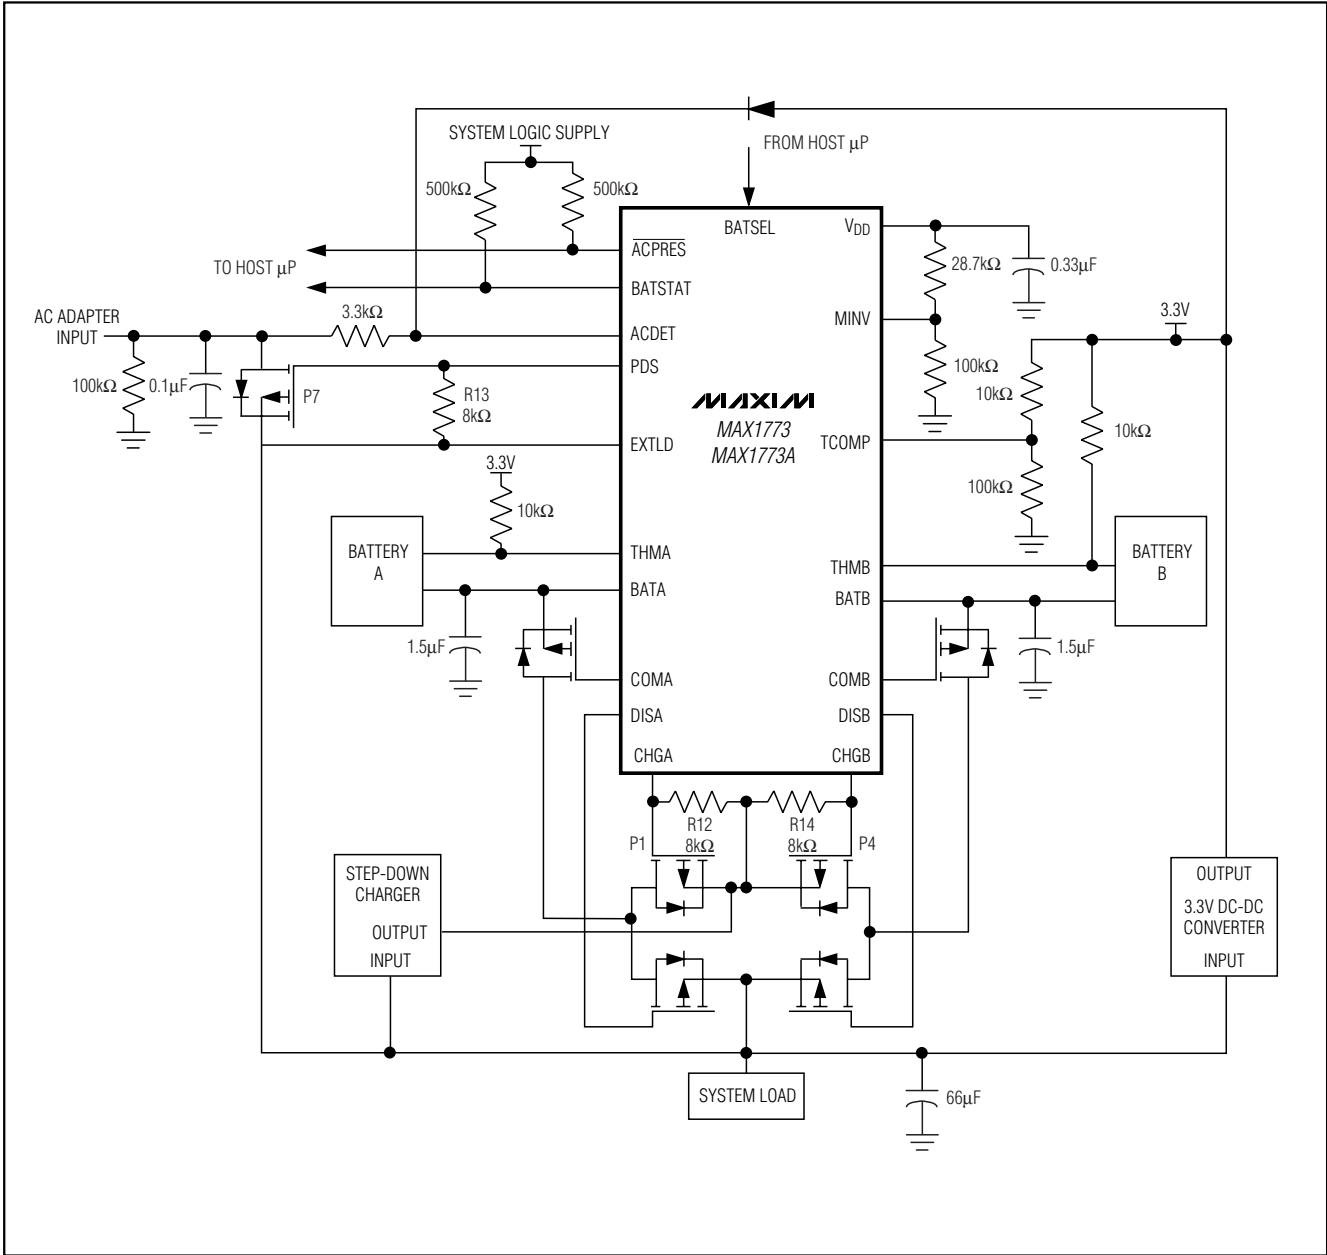 SYSTEM LOGIC SUPPLY
FROM HOST μP
500kΩ
500kΩ
BATSEL
VDD
ACPRES
28.7kΩ
0.33μF
TO HOST μP
BATSTAT
AC ADAPTER
INPUT
3.3kΩ
ACDET
MINV
3.3V
100kΩ
0.1μF
P7
R13
8kΩ
PDS
100kΩ
10kΩ
MAXIM
MAX1773
MAX1773A
EXTLD
TCOMP
10kΩ
3.3V
10kΩ
100kΩ
BATTERY
A
THMA
THMB
BATTERY
B
BATA
BATB
1.5μF
1.5μF
COMA
COMB
DISA
DISB
CHGA
CHGB
P1
R12
8kΩ
R14
8kΩ
P4
STEP-DOWN
CHARGER
OUTPUT
INPUT
OUTPUT
3.3V DC-DC
CONVERTER
INPUT
SYSTEM LOAD
66μF